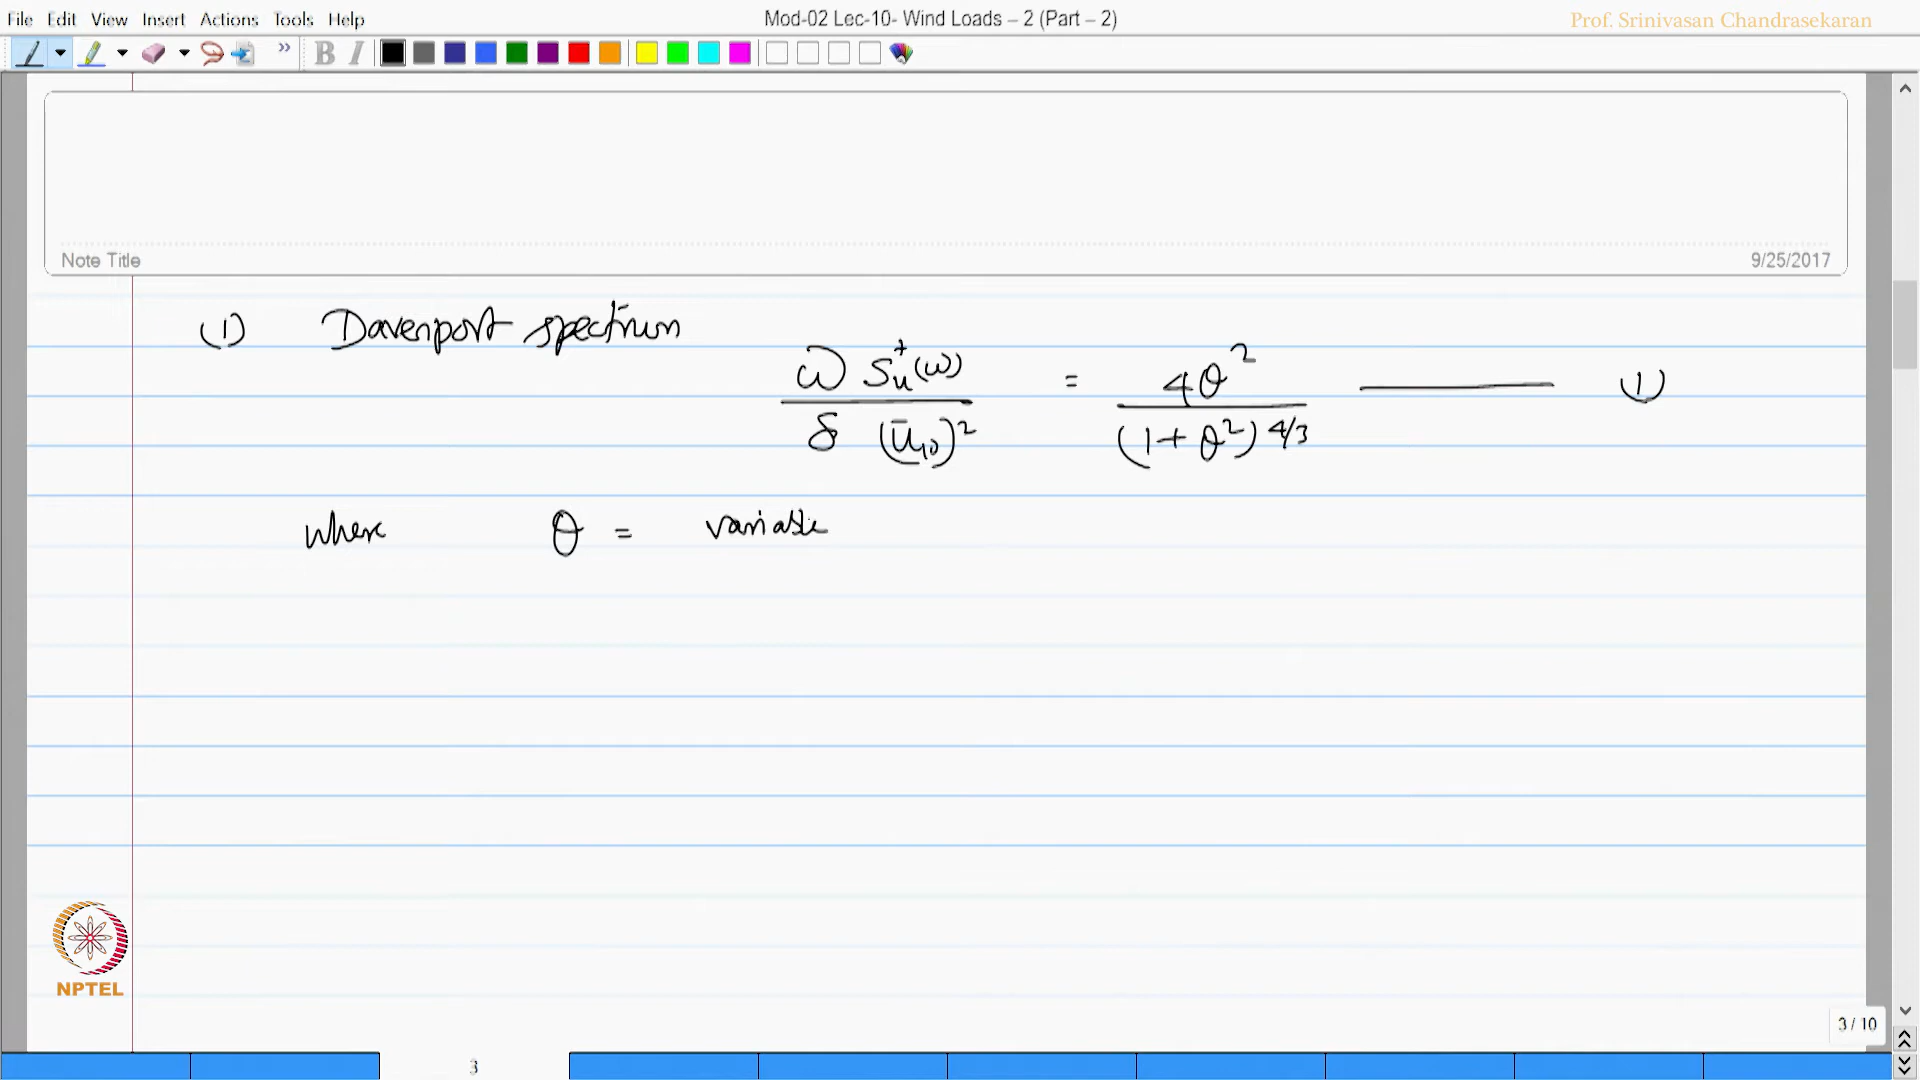 File Edit View Insert Actions Tools Help
Mod-02 Lec-10- Wind Loads – 2 (Part – 2)
Prof. Srinivasan Chandrasekaran
B I
Note Title
9/25/2017
(1) Davenport spectrum
ω Su⁺(ω) / δ (ū10)² = 4θ² / (1+θ²)^4/3 ——— (1)
where θ = variable
NPTEL
3 / 10
3